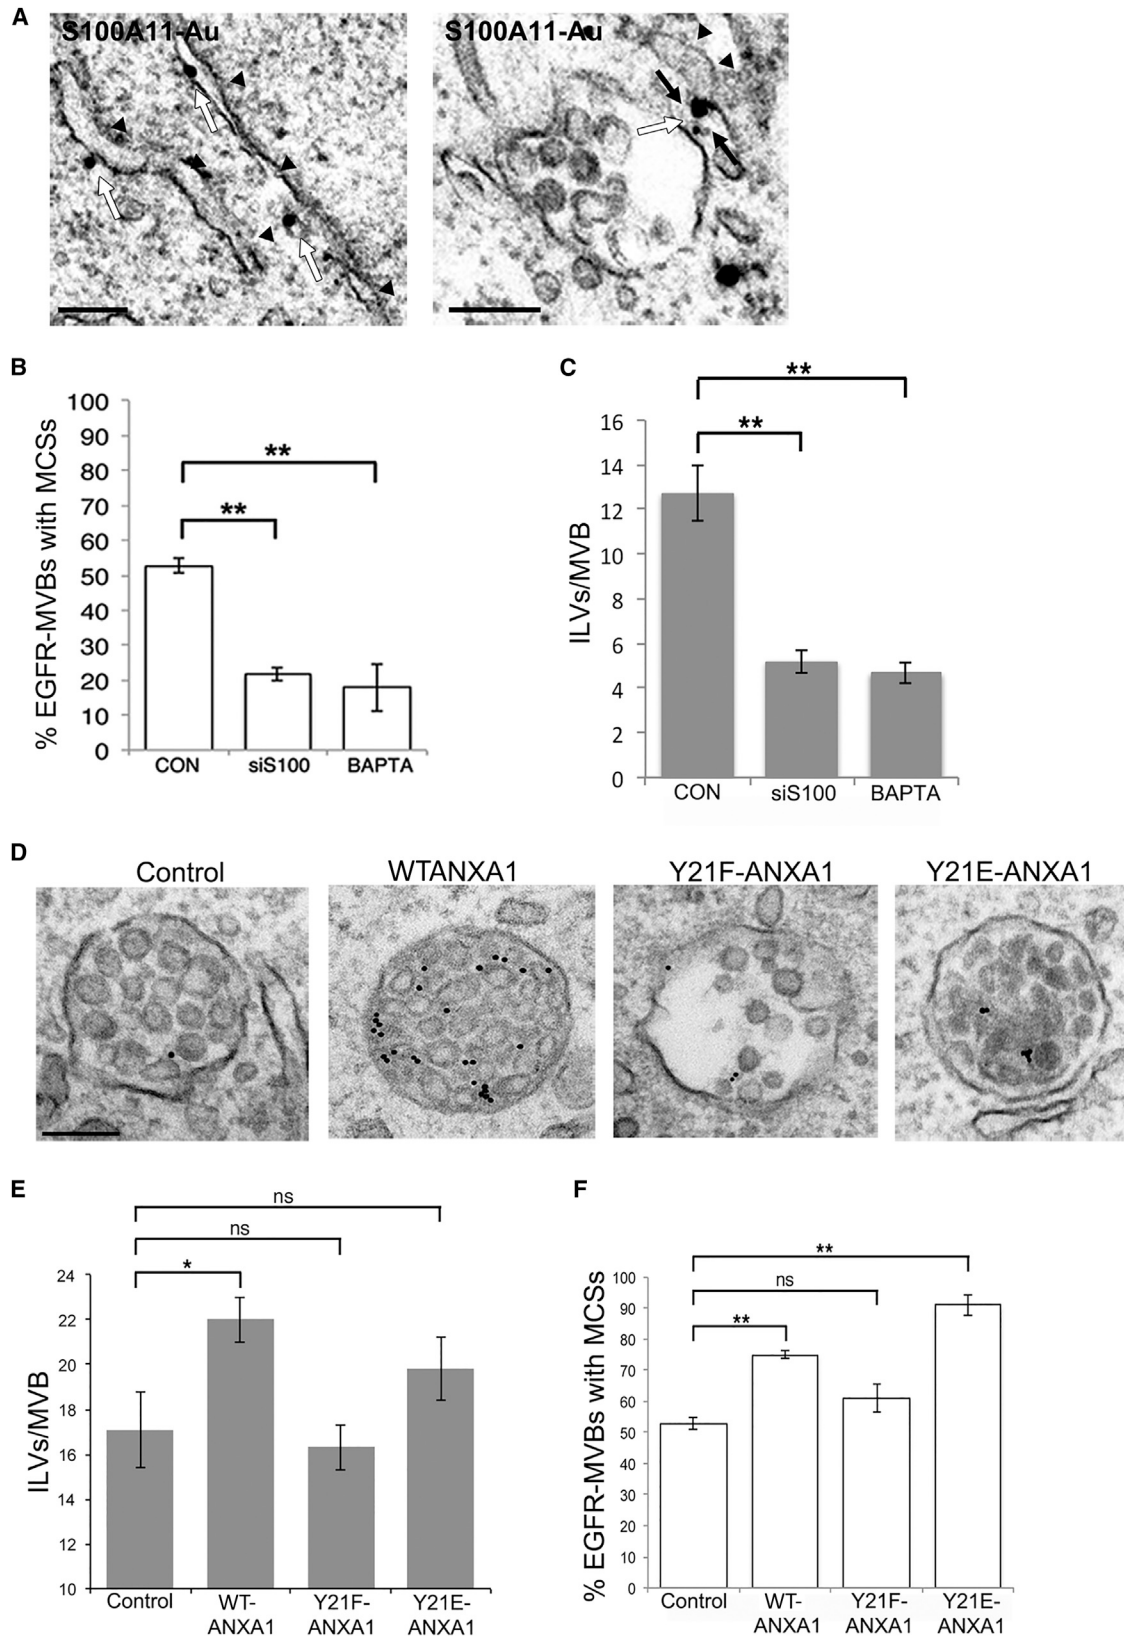 A
S100A11-Au
S100A11-Au
B
% EGFR-MVBs with MCSs
100
90
80
70
60
50
40
30
20
10
0
**
**
CON
siS100
BAPTA
C
ILVs/MVB
16
14
12
10
8
6
4
2
0
**
**
CON
siS100
BAPTA
D
Control
WTANXA1
Y21F-ANXA1
Y21E-ANXA1
E
ILVs/MVB
24
22
20
18
16
14
12
10
ns
ns
*
Control
WT-
ANXA1
Y21F-
ANXA1
Y21E-
ANXA1
F
% EGFR-MVBs with MCSs
100
90
80
70
60
50
40
30
20
10
0
**
ns
**
Control
WT-
ANXA1
Y21F-
ANXA1
Y21E-
ANXA1